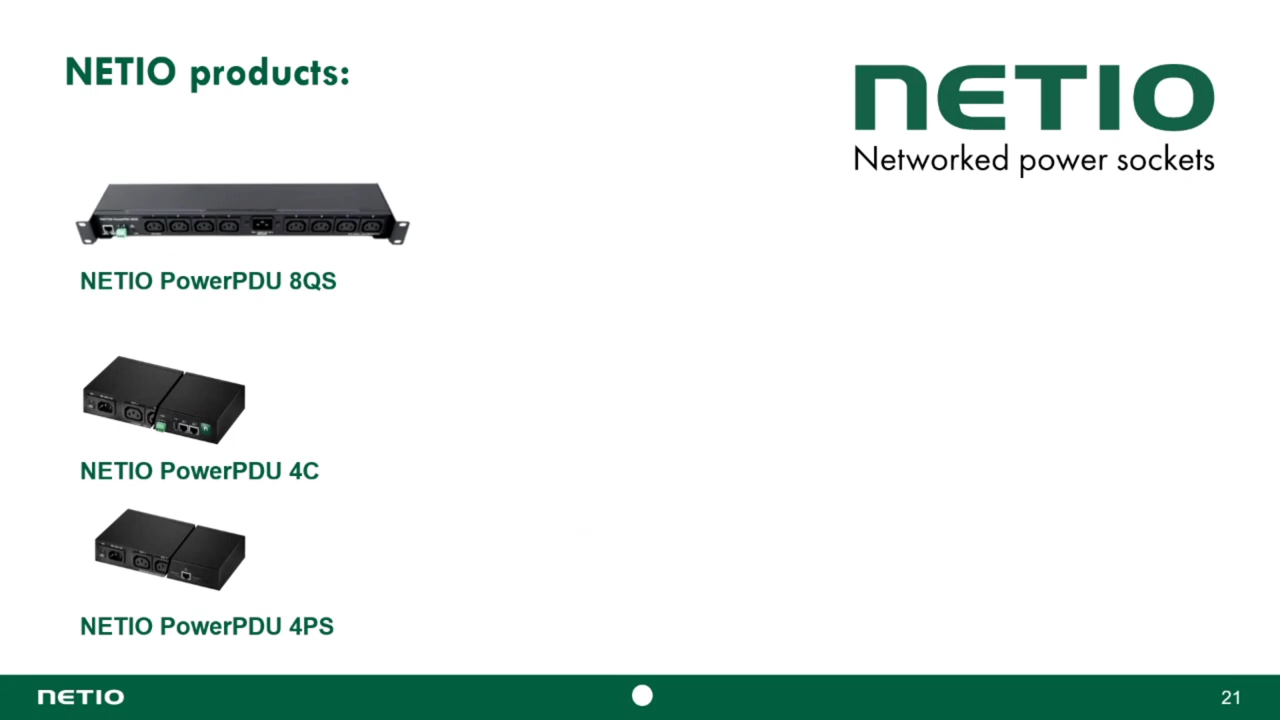 NETIO products:
NETIO
Networked power sockets
NETIO PowerPDU 8QS
NETIO PowerPDU 4C
NETIO PowerPDU 4PS
NETIO
21